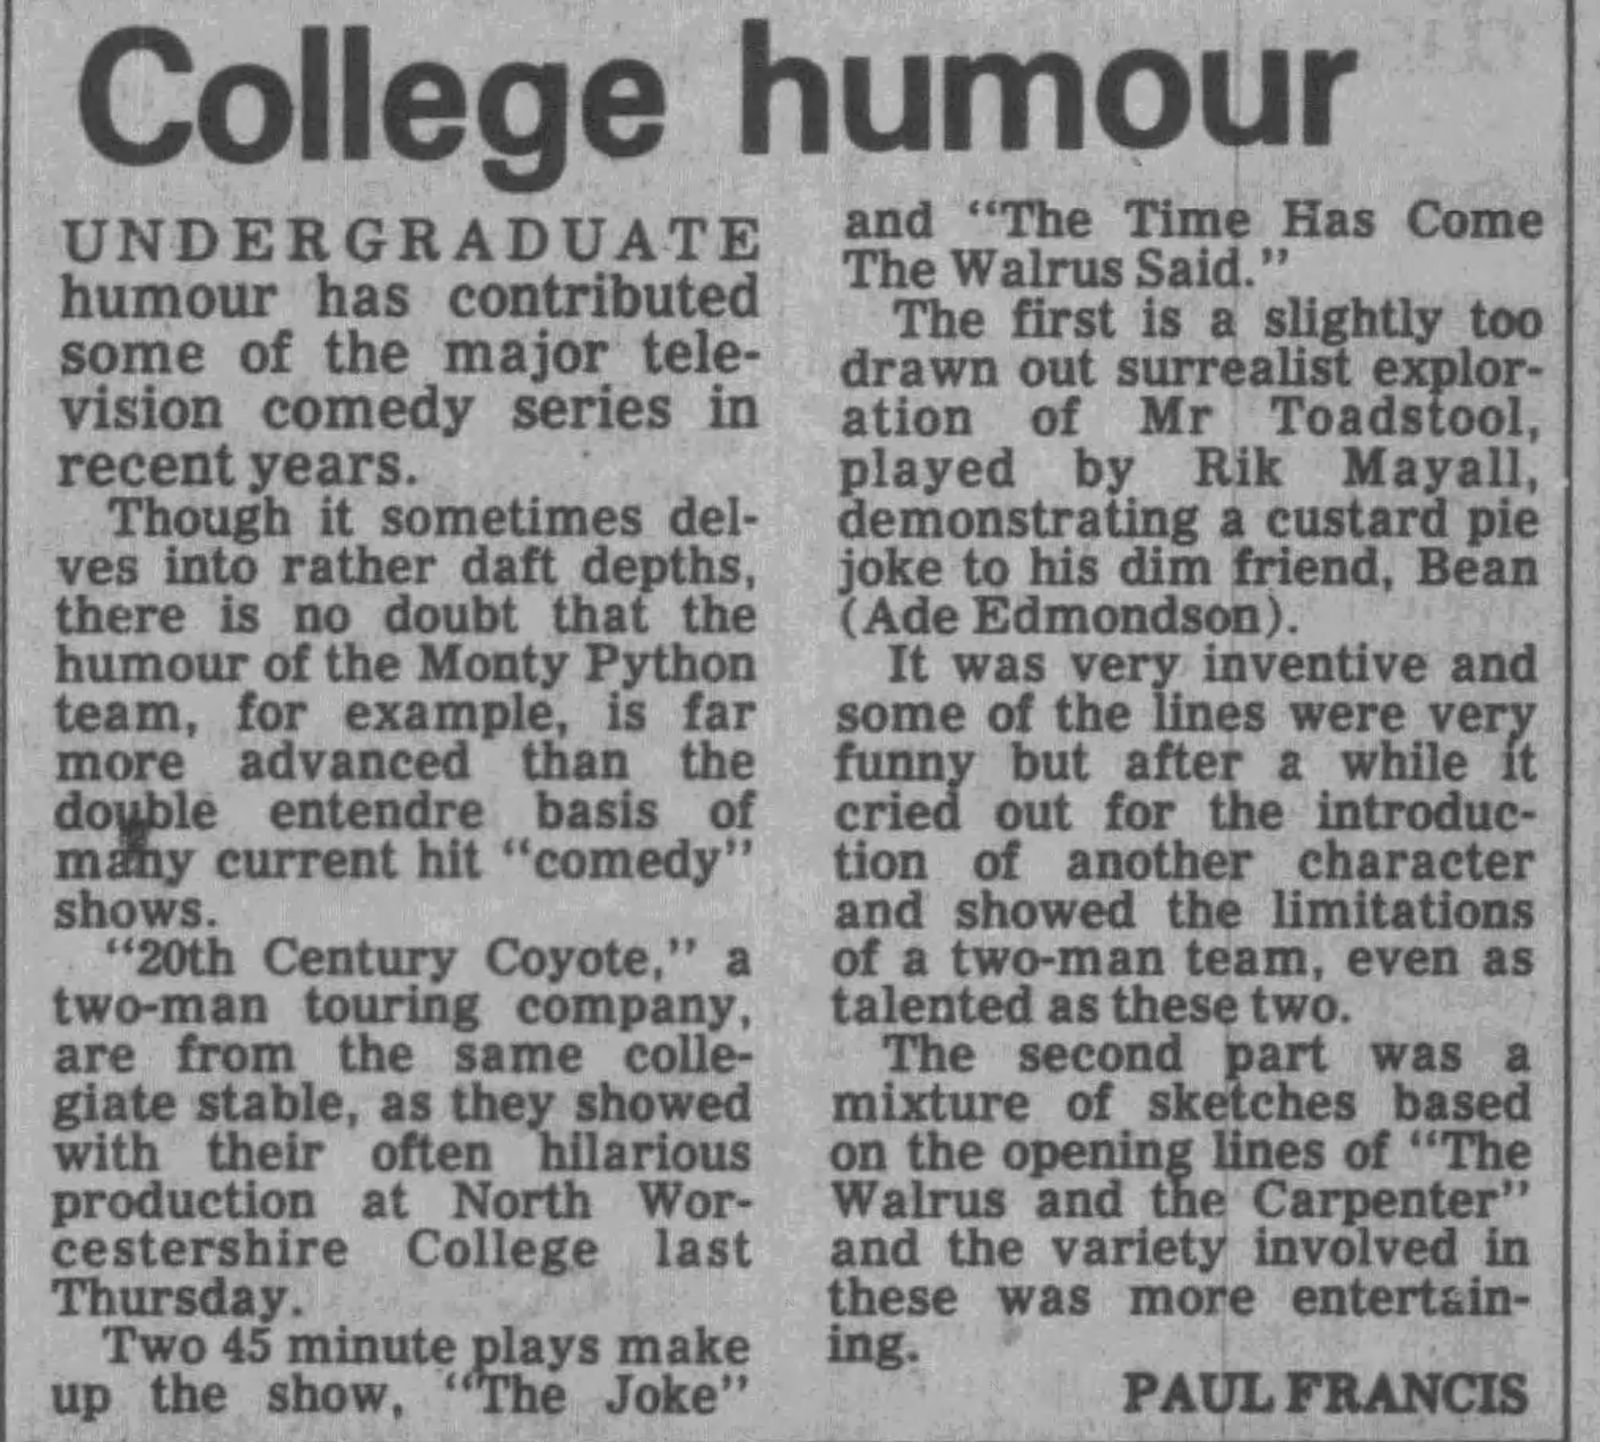 College humour
UNDERGRADUATE
humour has contributed
some of the major tele-
vision comedy series in
recent years.
Though it sometimes del-
ves into rather daft depths,
there is no doubt that the
humour of the Monty Python
team, for example, is far
more advanced than the
double entendre basis of
many current hit "comedy"
shows.
"20th Century Coyote," a
two-man touring company,
are from the same colle-
giate stable, as they showed
with their often hilarious
production at North Wor-
cestershire College last
Thursday.
Two 45 minute plays make
up the show, "The Joke"
and "The Time Has Come
The Walrus Said."
The first is a slightly too
drawn out surrealist explor-
ation of Mr Toadstool,
played by Rik Mayall,
demonstrating a custard pie
joke to his dim friend, Bean
(Ade Edmondson).
It was very inventive and
some of the lines were very
funny but after a while it
cried out for the introduc-
tion of another character
and showed the limitations
of a two-man team, even as
talented as these two.
The second part was a
mixture of sketches based
on the opening lines of "The
Walrus and the Carpenter"
and the variety involved in
these was more entertain-
ing.
PAUL FRANCIS